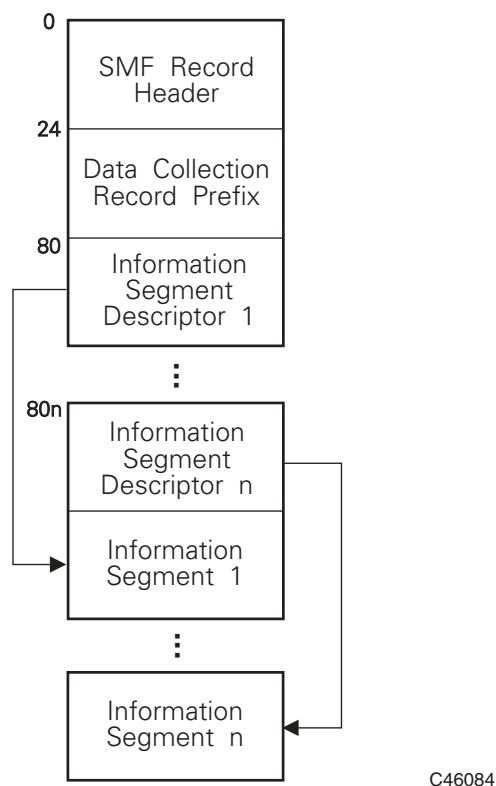 0
SMF Record
Header
24
Data Collection
Record Prefix
80
Information
Segment
Descriptor 1
...
80n
Information
Segment
Descriptor n
Information
Segment 1
...
Information
Segment n
C46084